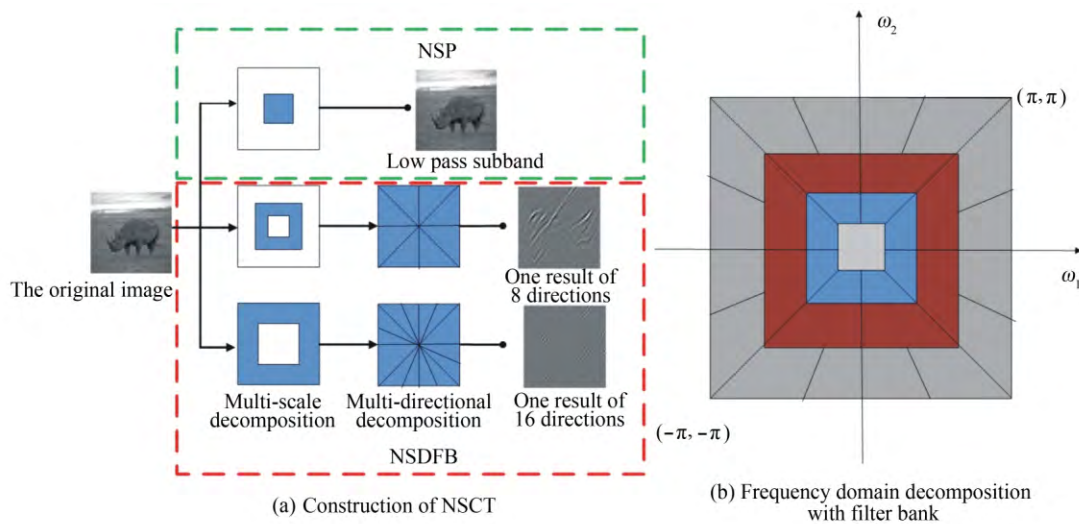 NSP
Low pass subband
The original image
One result of
8 directions
Multi-scale
decomposition
Multi-directional
decomposition
One result of
16 directions
NSDFB
(a) Construction of NSCT
ω₂
(π, π)
ω₁
(−π, −π)
(b) Frequency domain decomposition
with filter bank